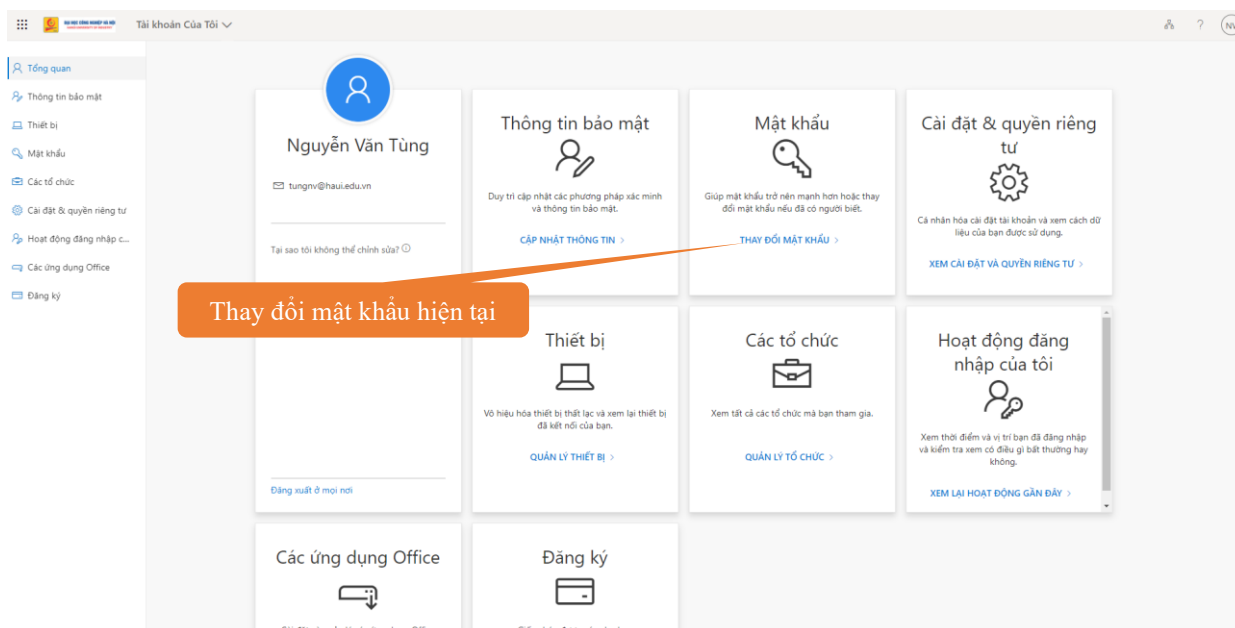 ĐẠI HỌC CÔNG NGHIỆP HÀ NỘI
Tài khoản Của Tôi
?
NV
Tổng quan
Thông tin bảo mật
Thiết bị
Mật khẩu
Các tổ chức
Cài đặt & quyền riêng tư
Hoạt động đăng nhập c...
Các ứng dụng Office
Đăng ký
Nguyễn Văn Tùng
tungnv@haui.edu.vn
Tại sao tôi không thể chỉnh sửa?
Đăng xuất ở mọi nơi
Thông tin bảo mật
Duy trì cập nhật các phương pháp xác minh
và thông tin bảo mật.
CẬP NHẬT THÔNG TIN >
Mật khẩu
Giúp mật khẩu trở nên mạnh hơn hoặc thay
đổi mật khẩu nếu đã có người biết.
THAY ĐỔI MẬT KHẨU >
Cài đặt & quyền riêng
tư
Cá nhân hóa cài đặt tài khoản và xem cách dữ
liệu của bạn được sử dụng.
XEM CÀI ĐẶT VÀ QUYỀN RIÊNG TƯ >
Thay đổi mật khẩu hiện tại
Thiết bị
Vô hiệu hóa thiết bị thất lạc và xem lại thiết bị
đã kết nối của bạn.
QUẢN LÝ THIẾT BỊ >
Các tổ chức
Xem tất cả các tổ chức mà bạn tham gia.
QUẢN LÝ TỔ CHỨC >
Hoạt động đăng
nhập của tôi
Xem thời điểm và vị trí bạn đã đăng nhập
và kiểm tra xem có điều gì bất thường hay
không.
XEM LẠI HOẠT ĐỘNG GẦN ĐÂY >
Các ứng dụng Office
Đăng ký